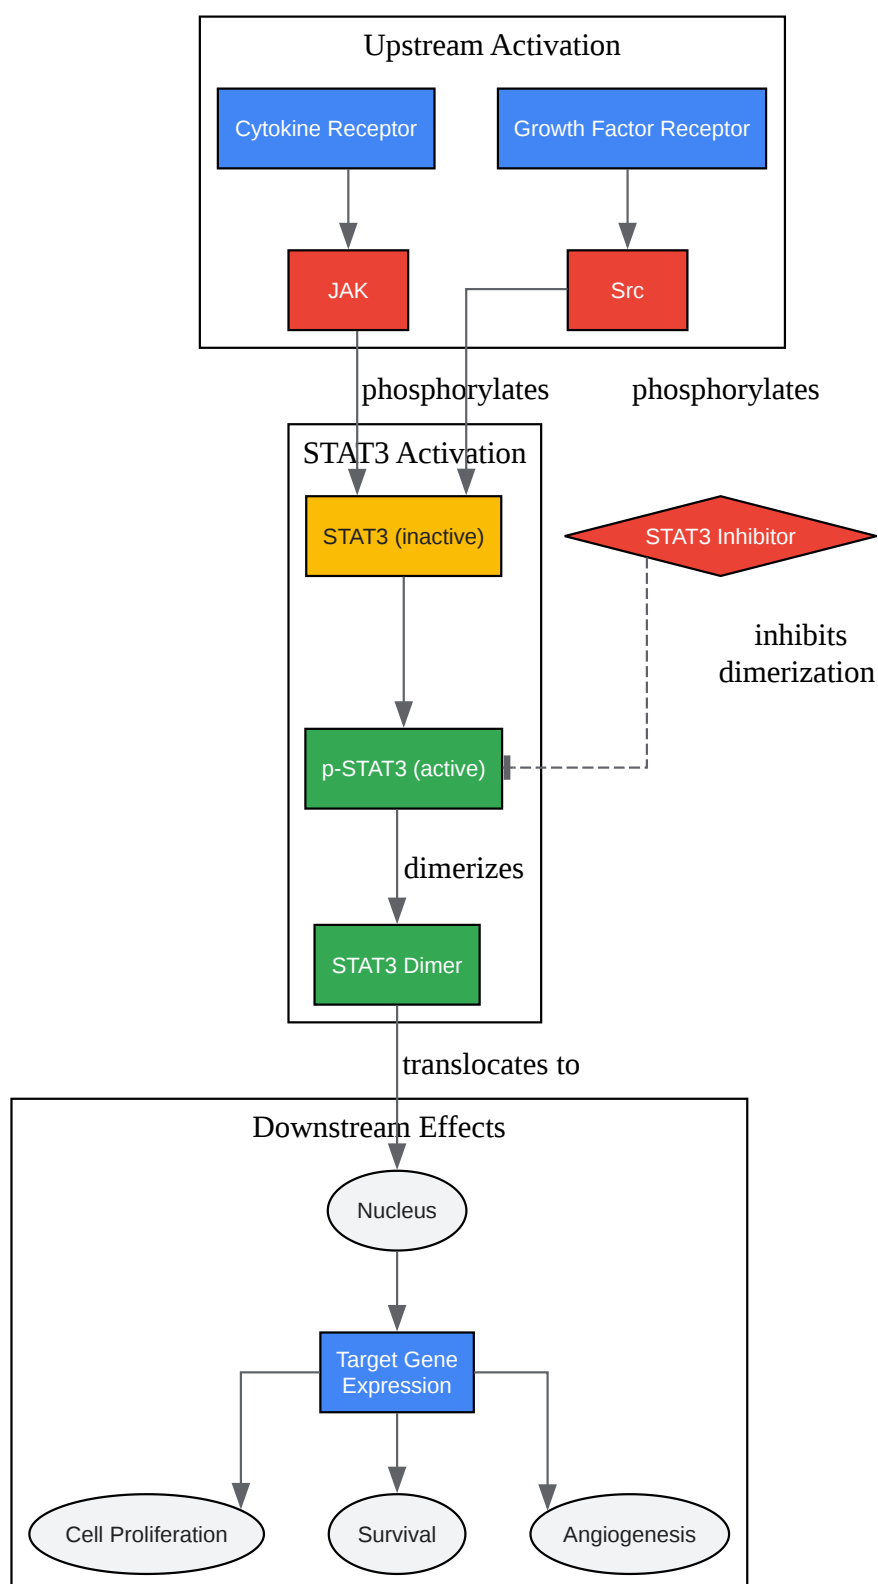 Upstream Activation
Cytokine Receptor
Growth Factor Receptor
JAK
Src
phosphorylates
phosphorylates
STAT3 Activation
STAT3 (inactive)
STAT3 Inhibitor
inhibits
dimerization
p-STAT3 (active)
dimerizes
STAT3 Dimer
translocates to
Downstream Effects
Nucleus
Target Gene
Expression
Cell Proliferation
Survival
Angiogenesis